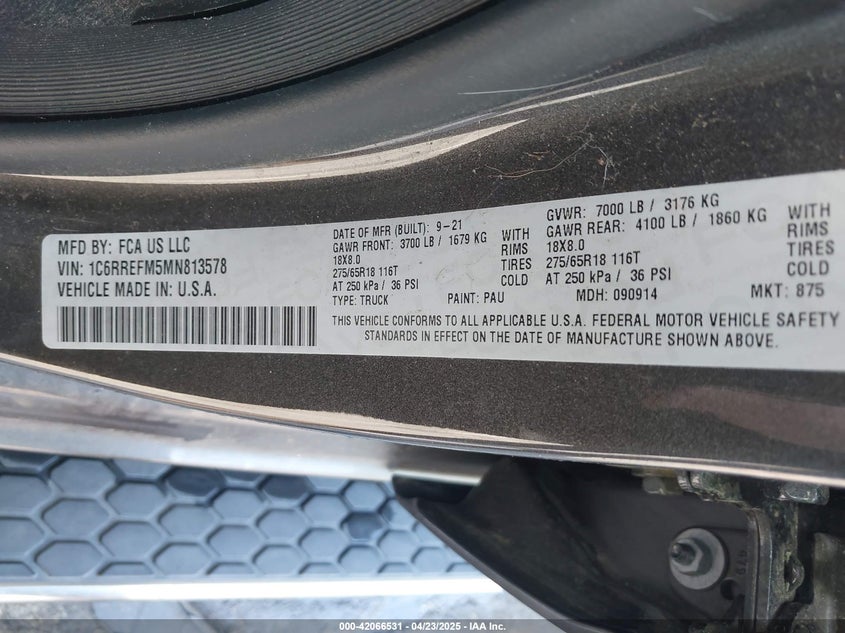 MFD BY: FCA US LLC
VIN: 1C6RREFM5MN813578
VEHICLE MADE IN: U.S.A.
DATE OF MFR (BUILT): 9-21
GAWR FRONT: 3700 LB / 1679 KG WITH
18X8.0 RIMS
275/65R18 116T TIRES
AT 250 kPa / 36 PSI COLD
TYPE: TRUCK PAINT: PAU
GVWR: 7000 LB / 3176 KG
GAWR REAR: 4100 LB / 1860 KG WITH
18X8.0 RIMS
275/65R18 116T TIRES
AT 250 kPa / 36 PSI COLD
MDH: 090914 MKT: 875
THIS VEHICLE CONFORMS TO ALL APPLICABLE U.S.A. FEDERAL MOTOR VEHICLE SAFETY
STANDARDS IN EFFECT ON THE DATE OF MANUFACTURE SHOWN ABOVE.
000-42066531 - 04/23/2025 - IAA Inc.